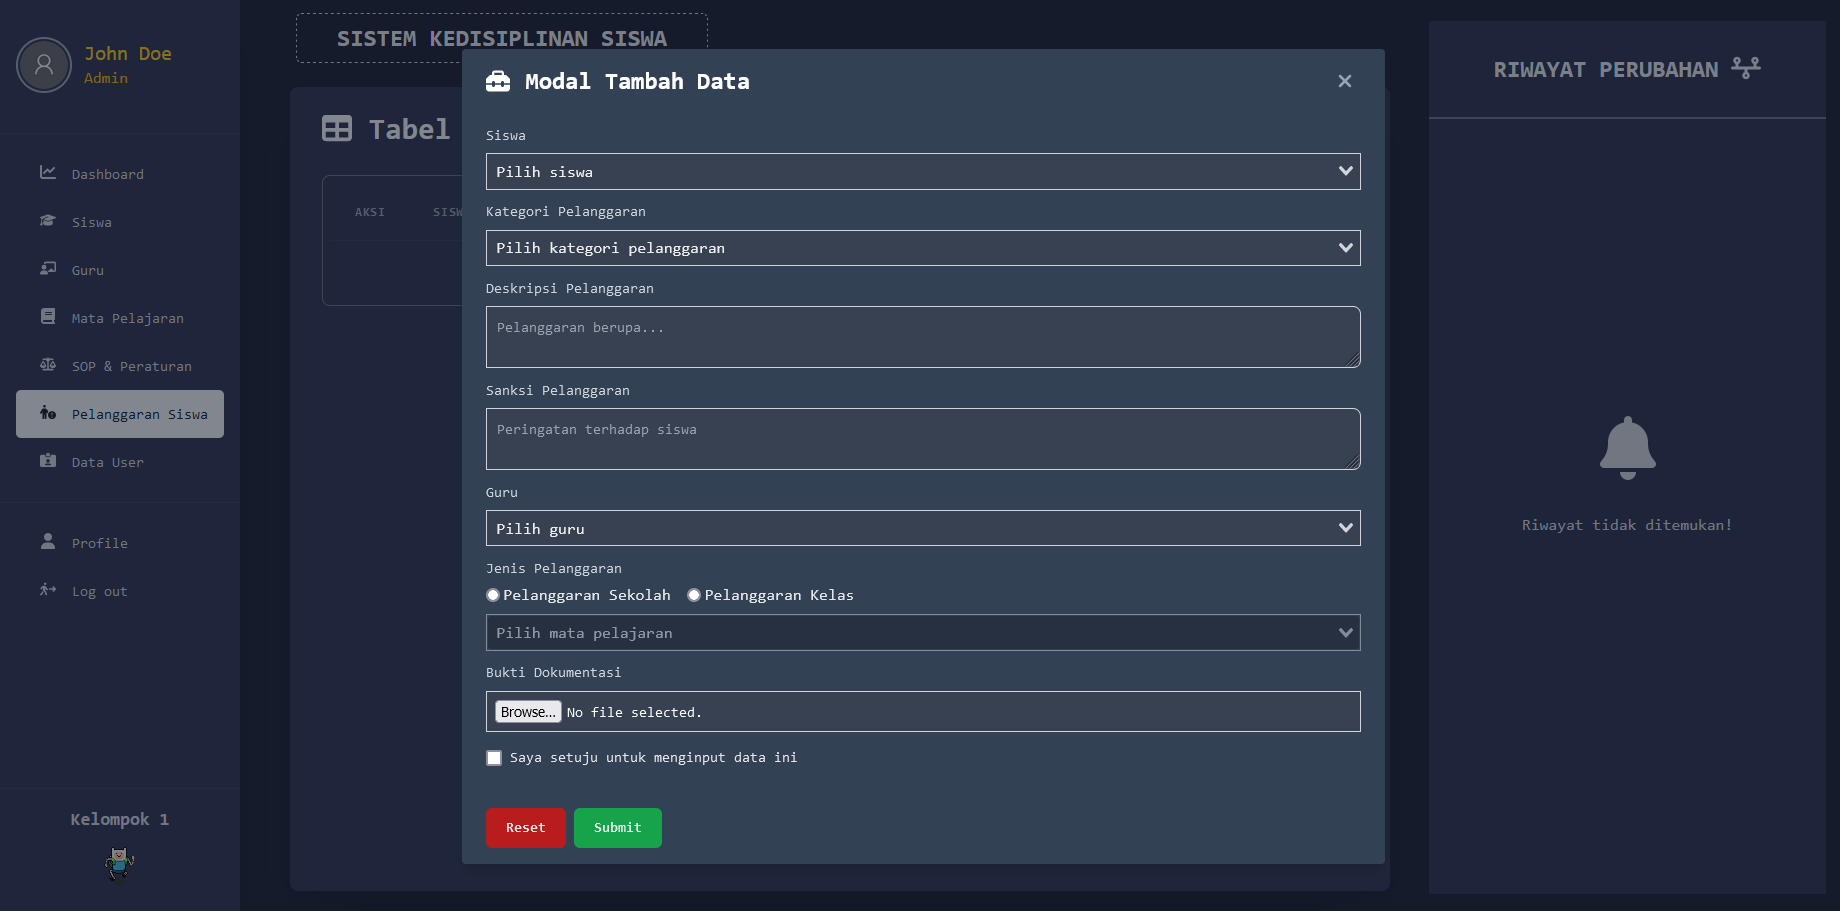 John Doe
Admin
Dashboard
Siswa
Guru
Mata Pelajaran
SOP & Peraturan
Pelanggaran Siswa
Data User
Profile
Log out
Kelompok 1
SISTEM KEDISIPLINAN SISWA
Tabel
AKSI
Modal Tambah Data
Siswa
Pilih siswa
Kategori Pelanggaran
Pilih kategori pelanggaran
Deskripsi Pelanggaran
Pelanggaran berupa...
Sanksi Pelanggaran
Peringatan terhadap siswa
Guru
Pilih guru
Jenis Pelanggaran
Pelanggaran Sekolah Pelanggaran Kelas
Pilih mata pelajaran
Bukti Dokumentasi
Browse... No file selected.
Saya setuju untuk menginput data ini
Reset Submit
RIWAYAT PERUBAHAN
Riwayat tidak ditemukan!